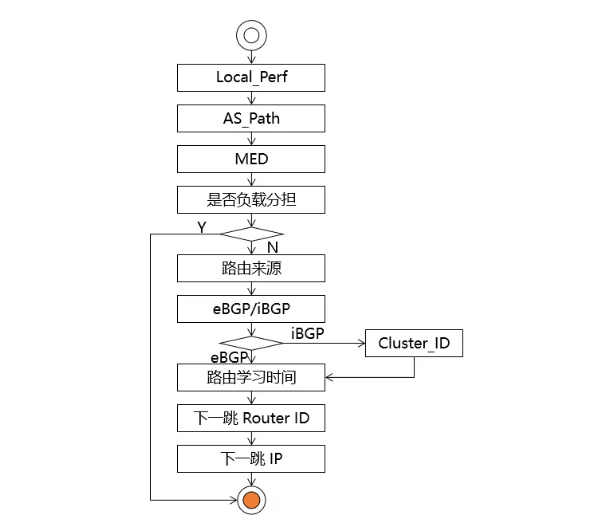 Local_Perf
AS_Path
MED
是否负载分担
Y
N
路由来源
eBGP/iBGP
iBGP
Cluster_ID
eBGP
路由学习时间
下一跳 Router ID
下一跳 IP